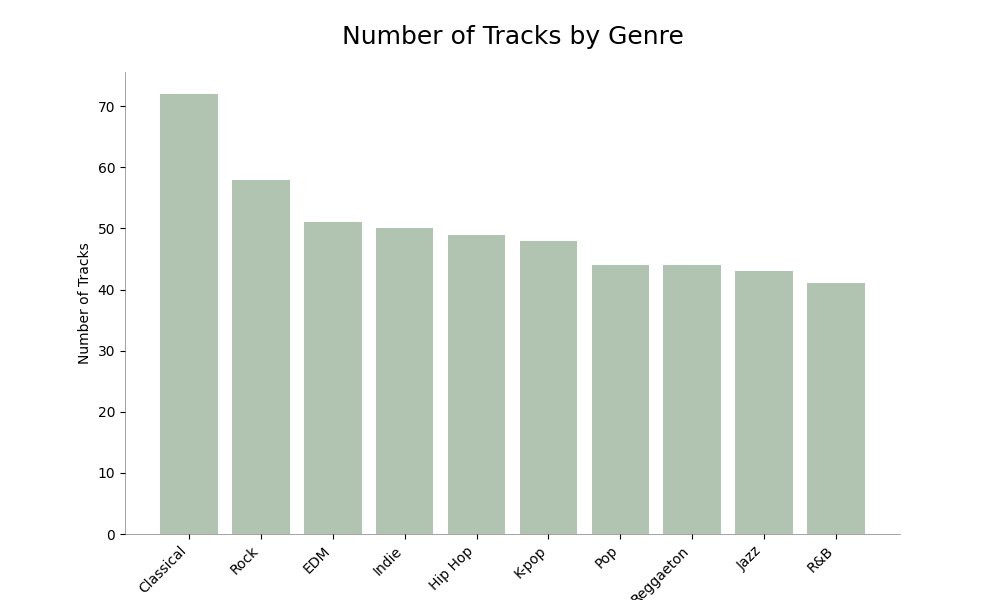 Number of Tracks by Genre
Number of Tracks
70
60
50
40
30
20
10
0
Classical
Rock
EDM
Indie
Hip Hop
K-pop
Pop
Reggaeton
Jazz
R&B